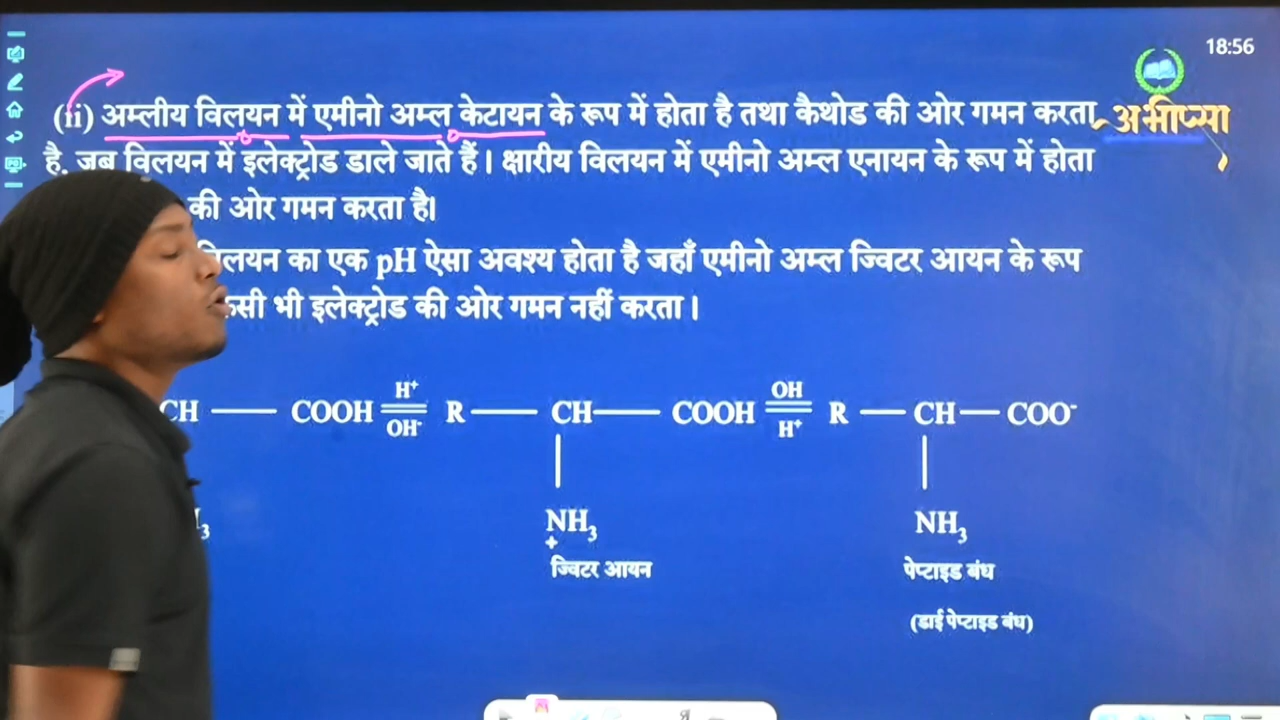 18:56
अभीप्सा
(ii) अम्लीय विलयन में एमीनो अम्ल केटायन के रूप में होता है तथा कैथोड की ओर गमन करता
है, जब विलयन में इलेक्ट्रोड डाले जाते हैं। क्षारीय विलयन में एमीनो अम्ल एनायन के रूप में होता
की ओर गमन करता है।
का एक pH ऐसा अवश्य होता है जहाँ एमीनो अम्ल ज्विटर आयन के रूप
भी इलेक्ट्रोड की ओर गमन नहीं करता।
H⁺ OH
CH — COOH ⇌ R — CH — COOH ⇌ R — CH — COO⁻
OH⁻ H⁺
NH₃ NH₃
+
ज्विटर आयन पेप्टाइड बंध
(डाई पेप्टाइड बंध)